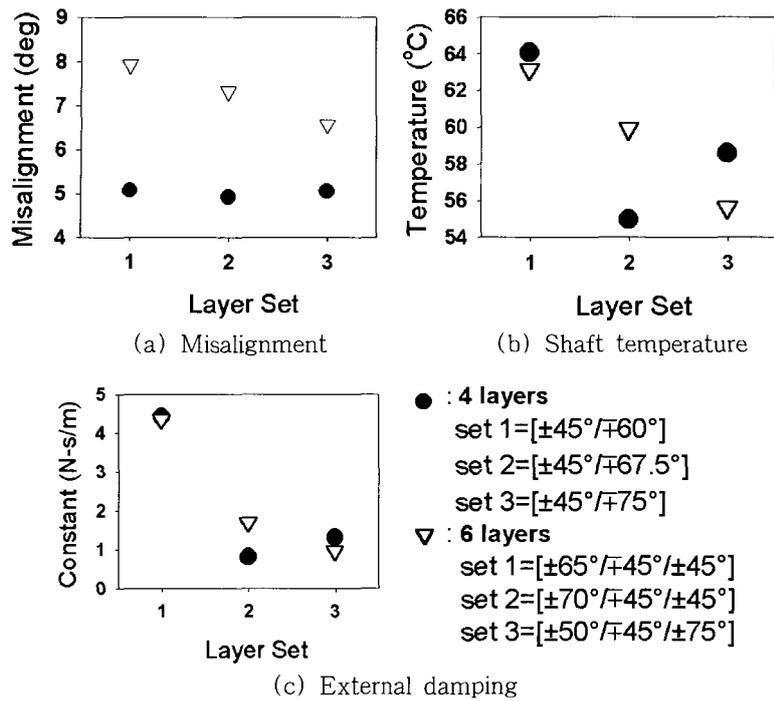 9
8
7
6
5
4
Misalignment (deg)
1 2 3
Layer Set
(a) Misalignment
66
64
62
60
58
56
54
Temperature (°C)
1 2 3
Layer Set
(b) Shaft temperature
5
4
3
2
1
0
Constant (N-s/m)
1 2 3
Layer Set
(c) External damping
● : 4 layers
set 1=[±45°/∓60°]
set 2=[±45°/∓67.5°]
set 3=[±45°/∓75°]
▽ : 6 layers
set 1=[±65°/∓45°/±45°]
set 2=[±70°/∓45°/±45°]
set 3=[±50°/∓45°/±75°]